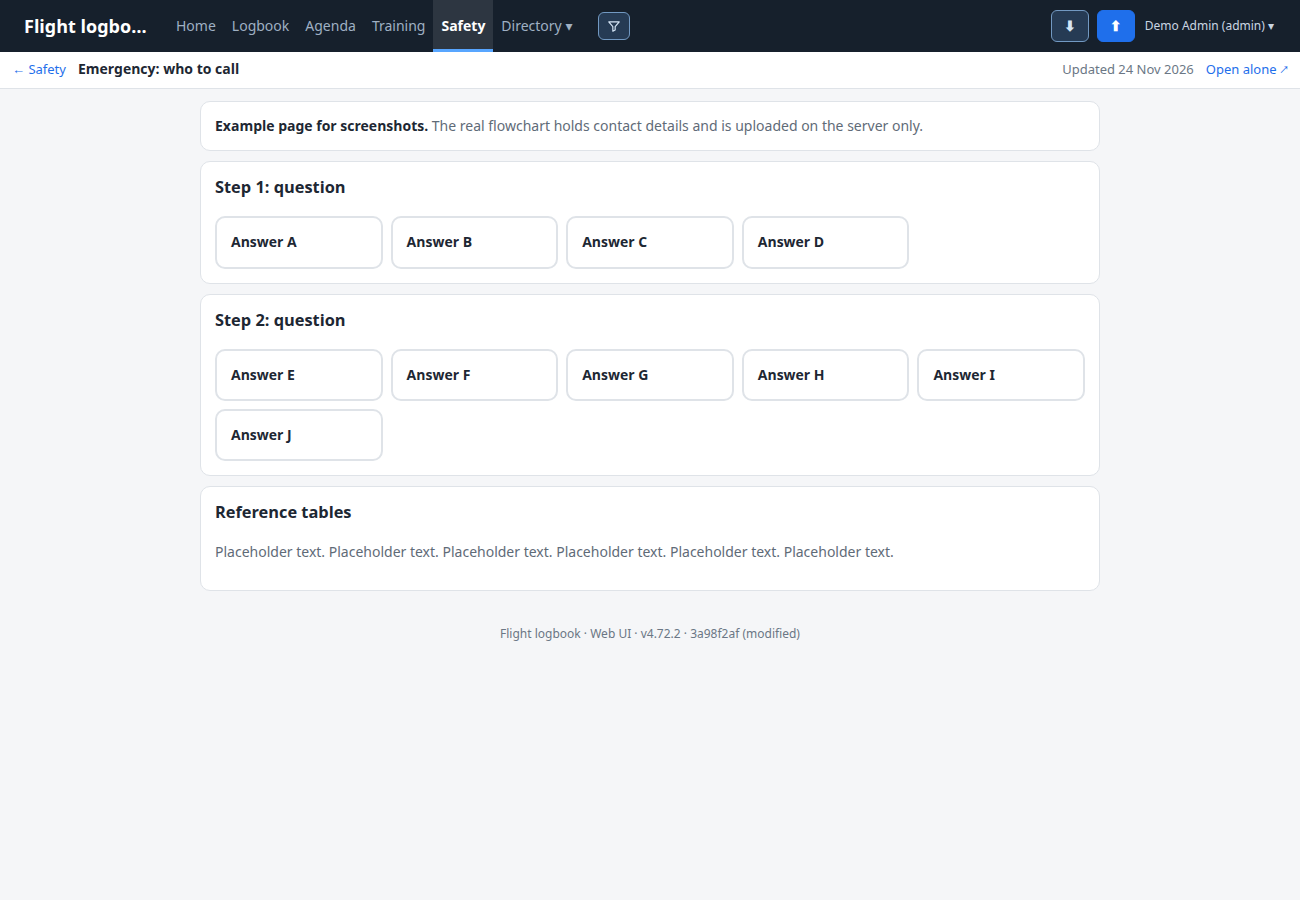 Flight logbo... Home Logbook Agenda Training Safety Directory ▾ ⬇ ⬆ Demo Admin (admin) ▾
← Safety Emergency: who to call Updated 24 Nov 2026 Open alone ↗
Example page for screenshots. The real flowchart holds contact details and is uploaded on the server only.
Step 1: question
Answer A Answer B Answer C Answer D
Step 2: question
Answer E Answer F Answer G Answer H Answer I
Answer J
Reference tables
Placeholder text. Placeholder text. Placeholder text. Placeholder text. Placeholder text. Placeholder text.
Flight logbook · Web UI · v4.72.2 · 3a98f2af (modified)